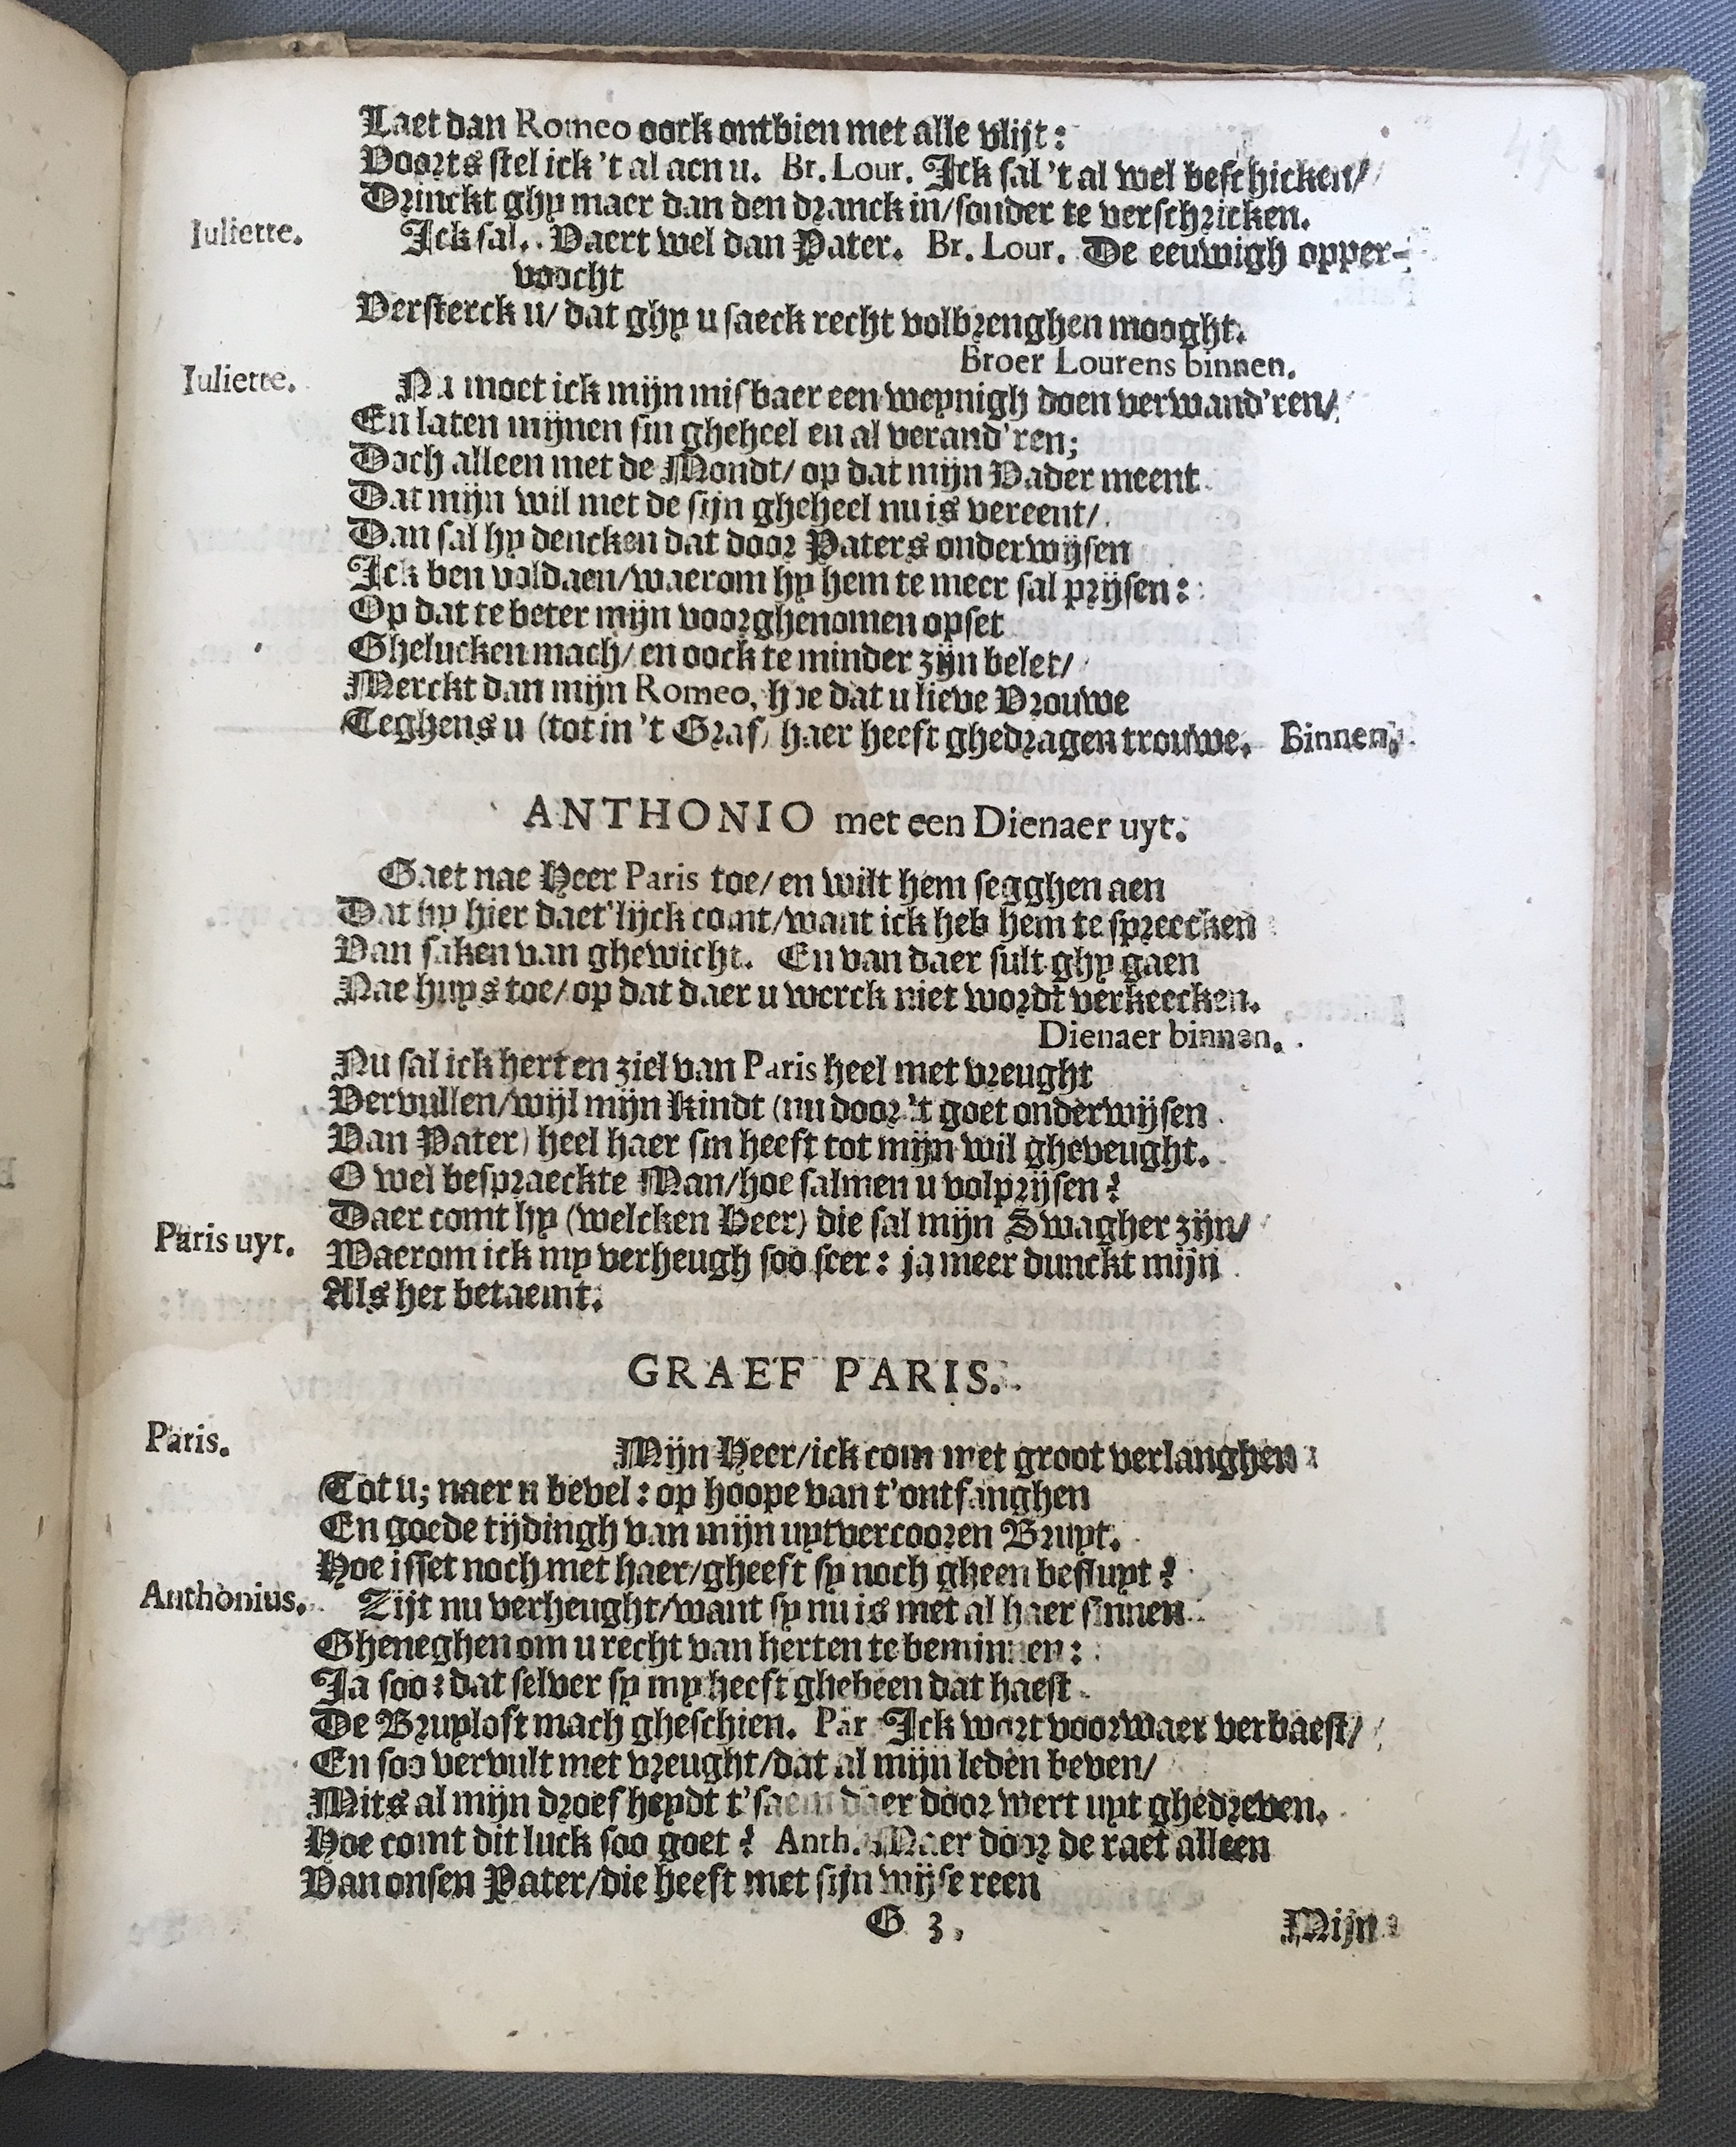 Laet dan Romeo oock ontbien met alle vlijt:
Voorts stel ick 't al aen u. Br. Lour. Ick sal 't al wel beschicken/
Drinckt ghy maer dan den dranck in/sonder te verschricken.
Iuliette. Ick sal. Vaert wel dan Pater. Br. Lour. De eeuwigh opper-
voocht
Versterck u/ dat ghy u saeck recht volbrenghen mooght.
Broer Lourens binnen.
Iuliette. Nu moet ick mijn misbaer een weynigh doen verwand'ren/
En laten mijnen sin gheheel en al verand'ren;
Doch alleen met de Mondt/ op dat mijn Vader meent
Dat mijn wil met de sijn gheheel nu is vereent/
Dan sal hy dencken dat door Paters onderwijsen
Ick ben voldaen/waerom hy hem te meer sal prijsen:
Op dat te beter mijn voorghenomen opset
Ghelucken mach/ en oock te minder zijn belet/
Merckt dan mijn Romeo, hoe dat u lieve Vrouwe
Teghens u (tot in 't Graf) haer heeft ghedragen trouwe. Binnen.
ANTHONIO met een Dienaer uyt.
Gaet nae Heer Paris toe/ en wilt hem segghen aen
Dat hy hier daet'lijck comt/want ick heb hem te spreecken
Van saken van ghewicht. En van daer sult ghy gaen
Nae huys toe/ op dat daer u werck niet wordt verkeecken.
Dienaer binnen.
Nu sal ick hert en ziel van Paris heel met vreught
Vervullen/wijl mijn Kindt (nu door 't goet onderwijsen
Van Pater) heel haer sin heeft tot mijn wil gheveught.
O wel bespraeckte Man/hoe salmen u volprijsen?
Daer comt hy (welcken Heer) die sal mijn Swagher zijn/
Paris uyt. Waerom ick my verheugh soo seer: ja meer dunckt mijn
Als het betaemt.
GRAEF PARIS.
Paris. Mijn Heer/ick com met groot verlanghen
Tot u; naer u bevel: op hoope van t'ontfanghen
En goede tijdingh van mijn uytvercooren Bruyt.
Hoe isset noch met haer/gheeft sy noch gheen besluyt?
Anthonius. Zijt nu verheught/want sy nu is met al haer sinnen
Gheneghen om u recht van herten te beminnen:
Ja soo: dat selver sy my heeft ghebeen dat haest
De Bruyloft mach gheschien. Par Ick wort voorwaer verbaest/
En soo vervult met vreught/dat al mijn leden beven/
Mits al mijn droefheydt t'saem daer door wert uyt ghedreven.
Hoe comt dit luck soo goet? Anth. Maer door de raet alleen
Van onsen Pater/die heeft met sijn wijse reen
G 3. Mijn